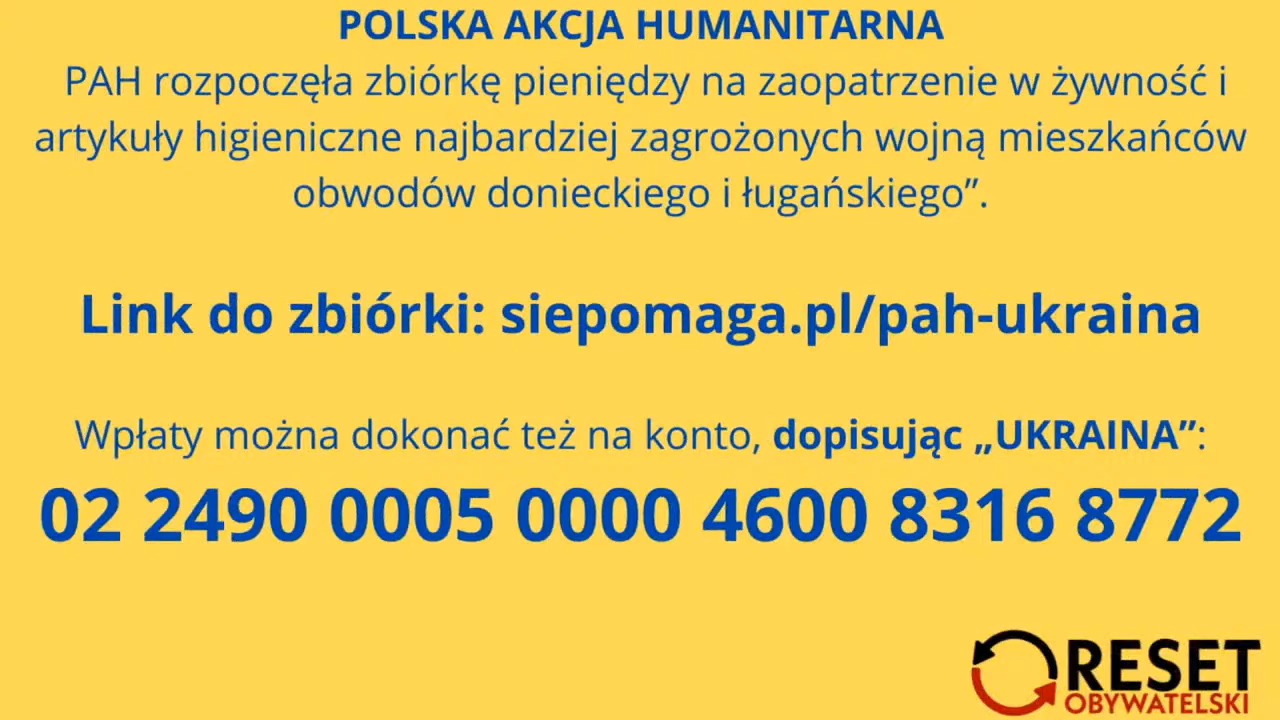 POLSKA AKCJA HUMANITARNA
PAH rozpoczęła zbiórkę pieniędzy na zaopatrzenie w żywność i
artykuły higieniczne najbardziej zagrożonych wojną mieszkańców
obwodów donieckiego i ługańskiego”.
Link do zbiórki: siepomaga.pl/pah-ukraina
Wpłaty można dokonać też na konto, dopisując „UKRAINA”:
02 2490 0005 0000 4600 8316 8772
RESET
OBYWATELSKI